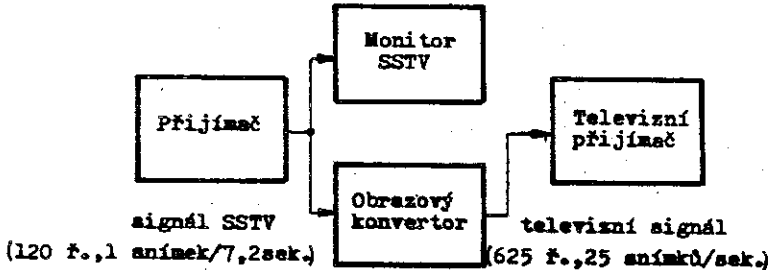 Monitor
SSTV
Přijímač
Televizní
přijímač
Obrazový
konvertor
signál SSTV
(120 ř.,1 snímek/7,2sek.)
televizní signál
(625 ř.,25 snímků/sek.)